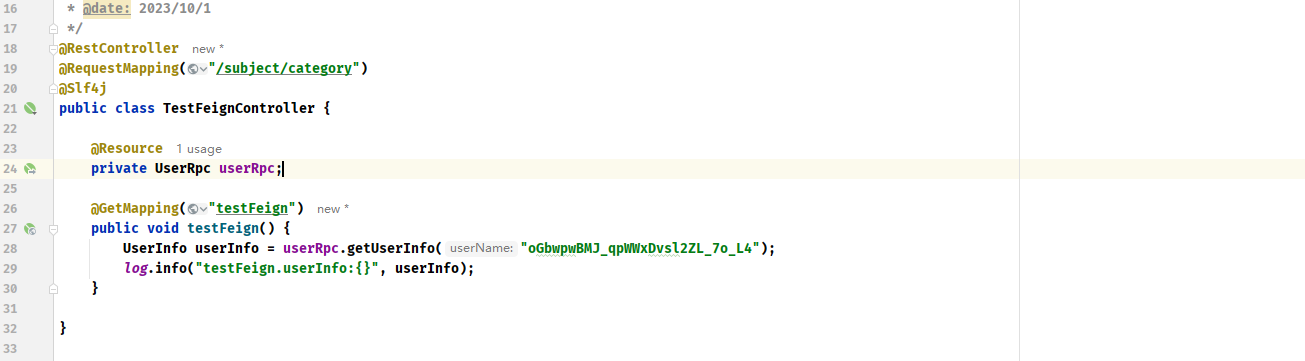 16 * @date: 2023/10/1
17 */
18 @RestController new *
19 @RequestMapping("/subject/category")
20 @Slf4j
21 public class TestFeignController {
22
23 @Resource 1 usage
24 private UserRpc userRpc;
25
26 @GetMapping("testFeign") new *
27 public void testFeign() {
28 UserInfo userInfo = userRpc.getUserInfo( userName: "oGbwpwBMJ_qpWWxDvsl2ZL_7o_L4");
29 log.info("testFeign.userInfo:{}", userInfo);
30 }
31
32 }
33